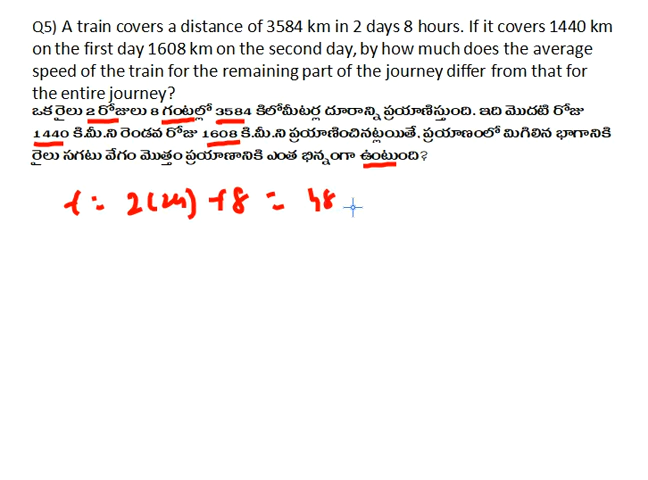 Q5) A train covers a distance of 3584 km in 2 days 8 hours. If it covers 1440 km
on the first day 1608 km on the second day, by how much does the average
speed of the train for the remaining part of the journey differ from that for
the entire journey?
ఒక రైలు 2 రోజులు 8 గంటల్లో 3584 కిలోమీటర్ల దూరాన్ని ప్రయాణిస్తుంది. ఇది మొదటి రోజు
1440 కి.మీ.ని రెండవ రోజు 1608 కి.మీ.ని ప్రయాణించినట్లయితే. ప్రయాణంలో మిగిలిన భాగానికి
రైలు సగటు వేగం మొత్తం ప్రయాణానికి ఎంత భిన్నంగా ఉంటుంది?
t = 2(24) + 8 = 48